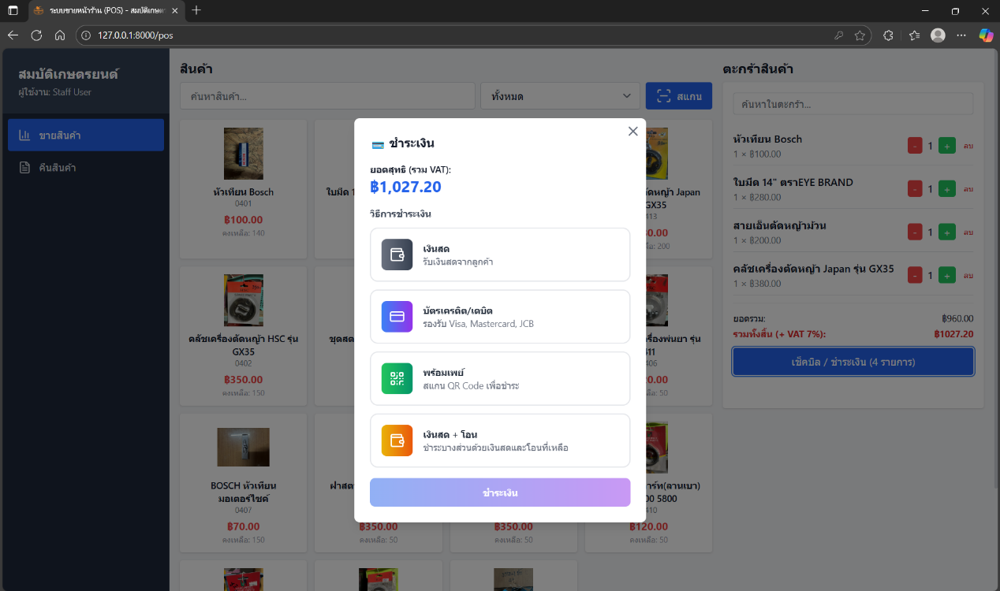 ระบบขายหน้าร้าน (POS) - สมบัติเกษตร
127.0.0.1:8000/pos
สมบัติเกษตรยนต์
ผู้ใช้งาน: Staff User
ขายสินค้า
คืนสินค้า
สินค้า
ค้นหาสินค้า...
ทั้งหมด
สแกน
หัวเทียน Bosch
0401
฿100.00
คงเหลือ: 140
ใบมีด 1
ตัดหญ้า Japan
GX35
413
0.00
ลือ: 200
คลัชเครื่องตัดหญ้า HSC รุ่น
GX35
0402
฿350.00
คงเหลือ: 150
ชุดสต
รื่องพ่นยา รุ่น
411
406
0.00
ลือ: 50
BOSCH หัวเทียน
มอเตอร์ไซค์
0407
฿70.00
คงเหลือ: 150
ฝาสต
฿350.00
คงเหลือ: 50
฿350.00
คงเหลือ: 50
าร์ท(ลานเบา)
00 5800
410
฿120.00
คงเหลือ: 50
ชำระเงิน
ยอดสุทธิ (รวม VAT):
฿1,027.20
วิธีการชำระเงิน
เงินสด
รับเงินสดจากลูกค้า
บัตรเครดิต/เดบิต
รองรับ Visa, Mastercard, JCB
พร้อมเพย์
สแกน QR Code เพื่อชำระ
เงินสด + โอน
ชำระบางส่วนด้วยเงินสดและโอนที่เหลือ
ชำระเงิน
ตะกร้าสินค้า
ค้นหาในตะกร้า...
หัวเทียน Bosch
1 × ฿100.00
- 1 + ลบ
ใบมีด 14" ตราEYE BRAND
1 × ฿280.00
- 1 + ลบ
สายเอ็นตัดหญ้าม้วน
1 × ฿200.00
- 1 + ลบ
คลัชเครื่องตัดหญ้า Japan รุ่น GX35
1 × ฿380.00
- 1 + ลบ
ยอดรวม: ฿960.00
รวมทั้งสิ้น (+ VAT 7%): ฿1027.20
เช็คบิล / ชำระเงิน (4 รายการ)